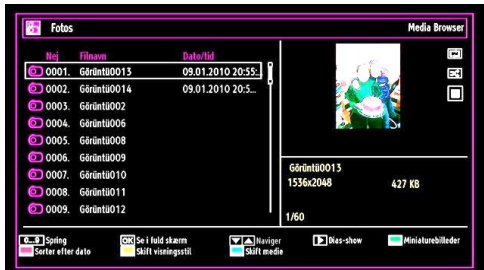 Fotos Media Browser
Nej Filnavn Dato/tid
0001. Görüntü0013 09.01.2010 20:55:
0002. Görüntü0014 09.01.2010 20:5...
0003. Görüntü002
0004. Görüntü006
0005. Görüntü008
0006. Görüntü009
0007. Görüntü010
0008. Görüntü011
0009. Görüntü012
Görüntü0013
1536x2048 427 KB
1/60
0...9 Spring OK Se i fuld skærm Naviger Dias-show Miniaturebilleder
Sorter efter dato Skift visningsstil Skift medie